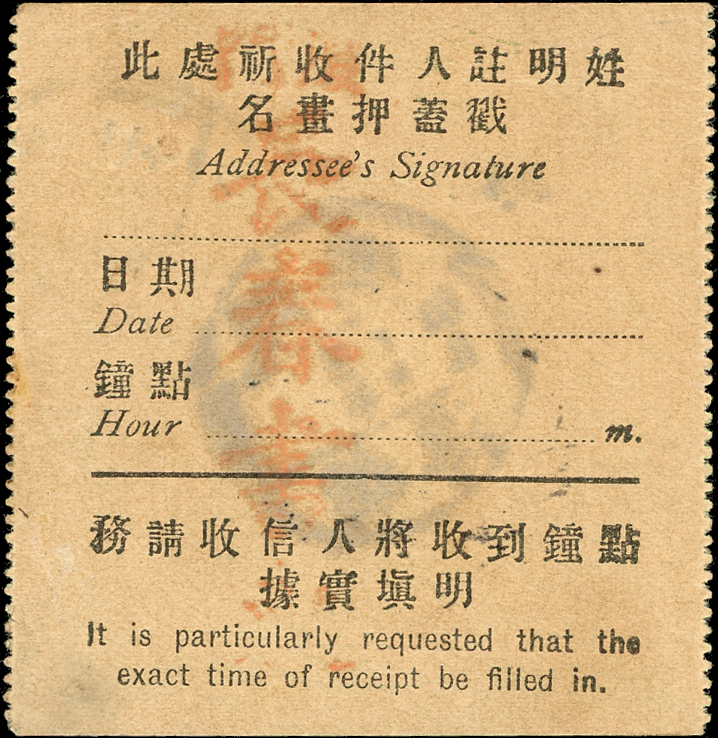 此處祈收件人註明姓
名畫押蓋戳
Addressee's Signature
日期
Date
鐘點
Hour m.
務請收信人將收到鐘點
據實塡明
It is particularly requested that the
exact time of receipt be filled in.